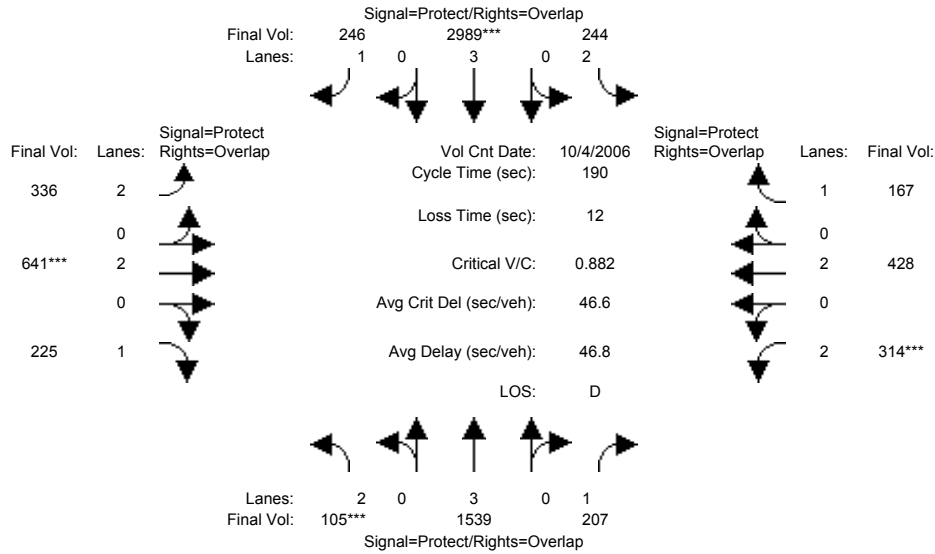 Signal=Protect/Rights=Overlap
Final Vol: 246 2989*** 244
Lanes: 1 0 3 0 2
Signal=Protect Signal=Protect
Final Vol: Lanes: Rights=Overlap Vol Cnt Date: 10/4/2006 Rights=Overlap Lanes: Final Vol:
Cycle Time (sec): 190
336 2 1 167
Loss Time (sec): 12
0 0
641*** 2 Critical V/C: 0.882 2 428
0 Avg Crit Del (sec/veh): 46.6 0
225 1 Avg Delay (sec/veh): 46.8 2 314***
LOS: D
Lanes: 2 0 3 0 1
Final Vol: 105*** 1539 207
Signal=Protect/Rights=Overlap